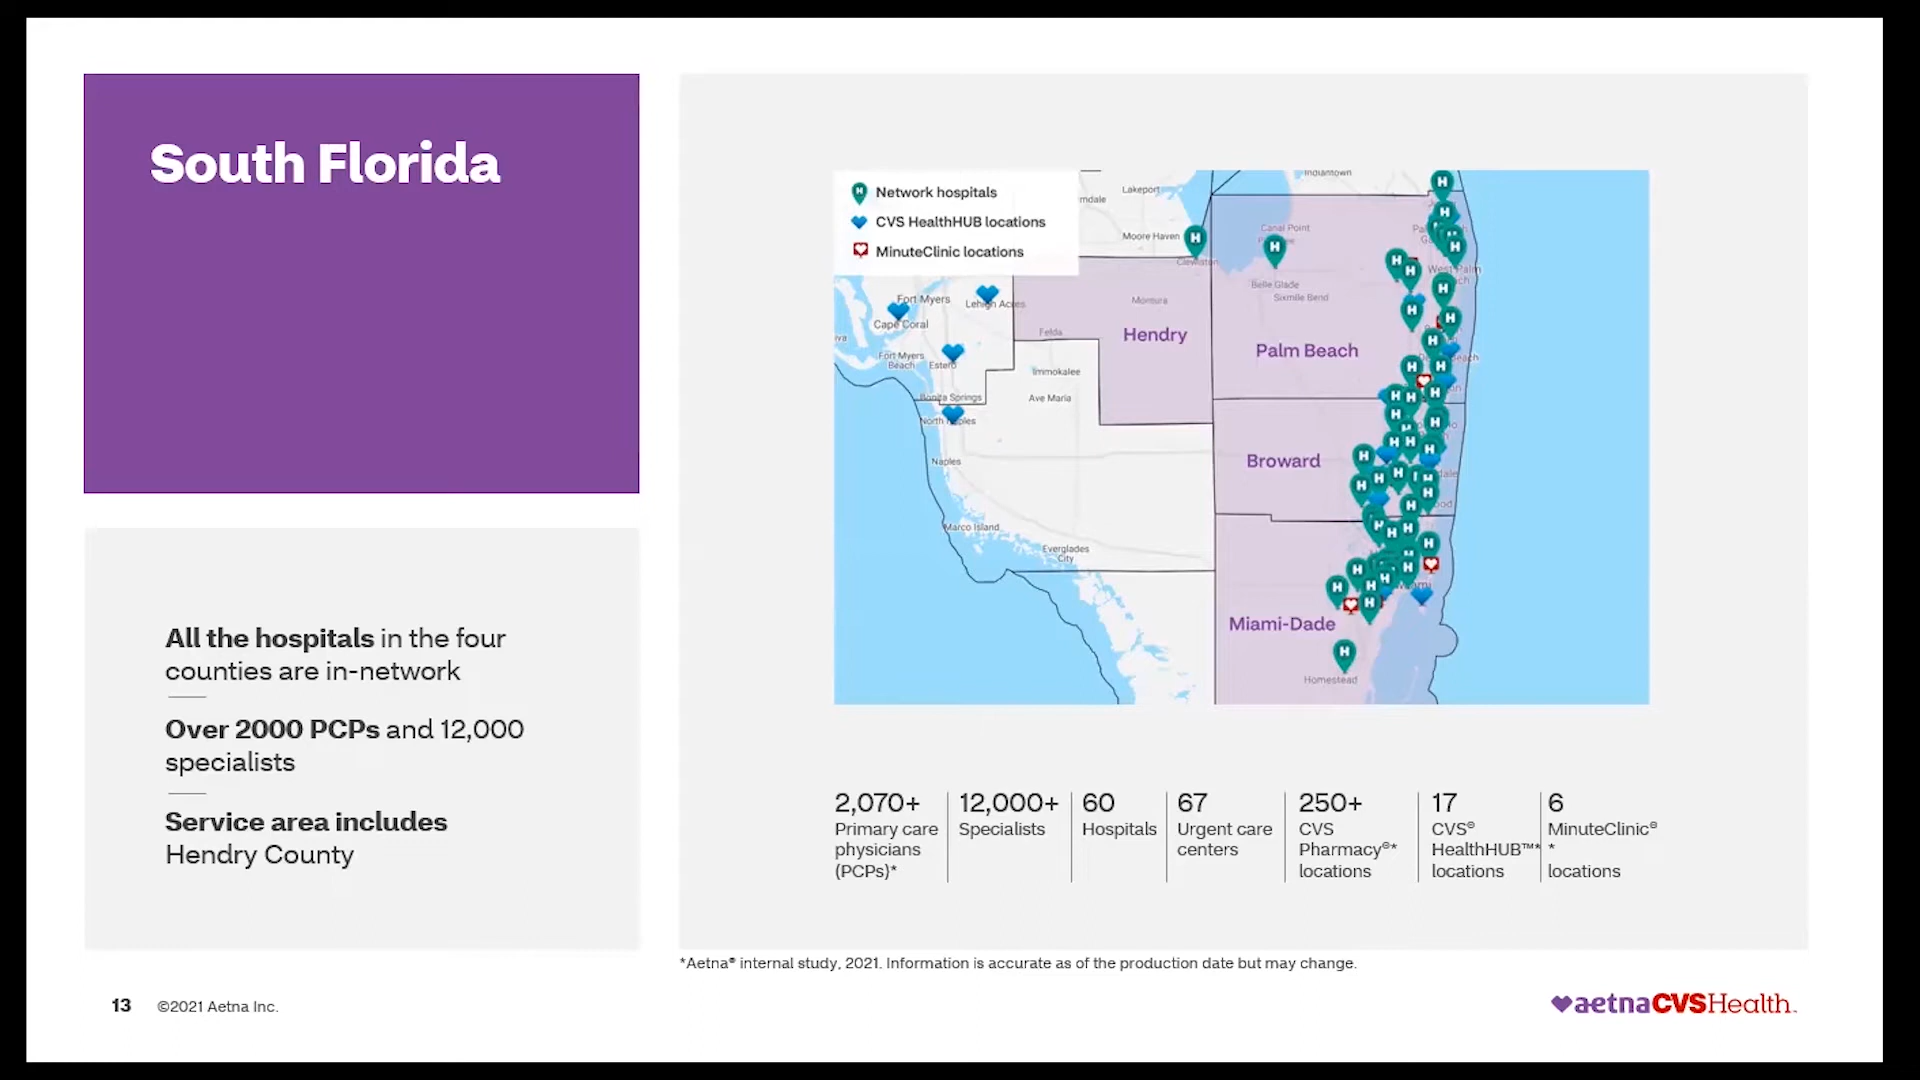 South Florida
All the hospitals in the four
counties are in-network
Over 2000 PCPs and 12,000
specialists
Service area includes
Hendry County
Network hospitals
CVS HealthHUB locations
MinuteClinic locations
Indiantown
Lakeport
Moore Haven
Clewiston
Canal Point
Belle Glade
Sixmile Bend
West Palm
Fort Myers
Lehigh Acres
Cape Coral
Montura
Felda
Hendry
Palm Beach
Fort Myers
Beach
Estero
Immokalee
Bonita Springs
Ave Maria
North Naples
Naples
Broward
Marco Island
Everglades
City
Miami-Dade
Homestead
2,070+
Primary care
physicians
(PCPs)*
12,000+
Specialists
60
Hospitals
67
Urgent care
centers
250+
CVS
Pharmacy®*
locations
17
CVS®
HealthHUB™*
locations
6
MinuteClinic®
*
locations
*Aetna® internal study, 2021. Information is accurate as of the production date but may change.
13 ©2021 Aetna Inc.
aetna CVSHealth.